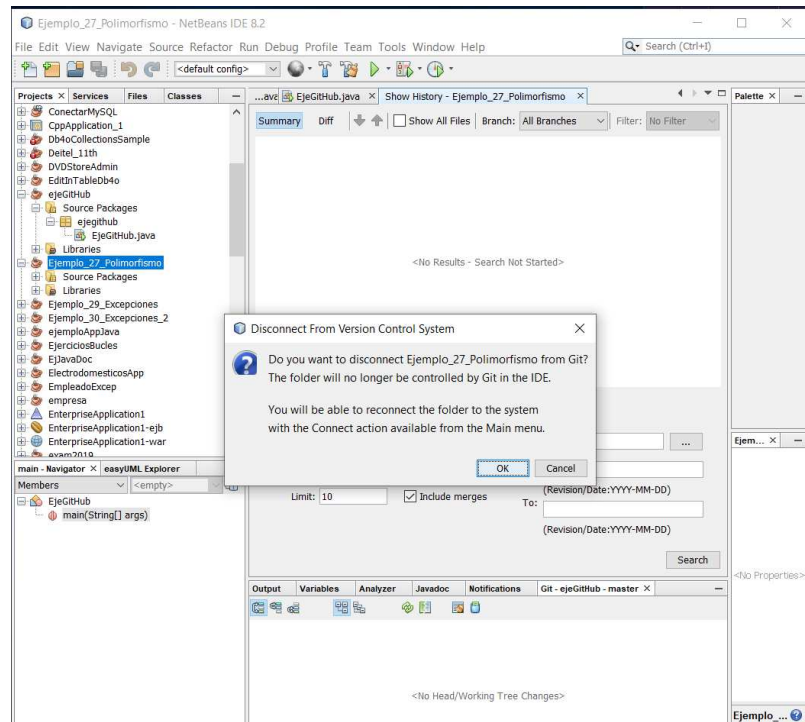 Ejemplo_27_Polimorfismo - NetBeans IDE 8.2
File Edit View Navigate Source Refactor Run Debug Profile Team Tools Window Help
Search (Ctrl+I)
<default config>
Projects Services Files Classes
ConectarMySQL
CppApplication_1
Db4oCollectionsSample
Deitel_11th
DVDStoreAdmin
EditInTableDb4o
ejeGitHub
Source Packages
ejegithub
EjeGitHub.java
Libraries
Ejemplo_27_Polimorfismo
Source Packages
Libraries
Ejemplo_29_Excepciones
Ejemplo_30_Excepciones_2
ejemploAppJava
EjerciciosBucles
EjJavaDoc
ElectrodomesticosApp
EmpleadoExcep
empresa
EnterpriseApplication1
EnterpriseApplication1-ejb
EnterpriseApplication1-war
exam2019
main - Navigator easyUML Explorer
Members <empty>
EjeGitHub
main(String[] args)
...ava EjeGitHub.java Show History - Ejemplo_27_Polimorfismo
Summary Diff Show All Files Branch: All Branches Filter: No Filter
<No Results - Search Not Started>
Disconnect From Version Control System
Do you want to disconnect Ejemplo_27_Polimorfismo from Git?
The folder will no longer be controlled by Git in the IDE.
You will be able to reconnect the folder to the system
with the Connect action available from the Main menu.
OK Cancel
...
(Revision/Date:YYYY-MM-DD)
Limit: 10 Include merges To:
(Revision/Date:YYYY-MM-DD)
Search
Output Variables Analyzer Javadoc Notifications Git - ejeGitHub - master
<No Head/Working Tree Changes>
Palette
Ejem...
<No Properties>
Ejemplo_...